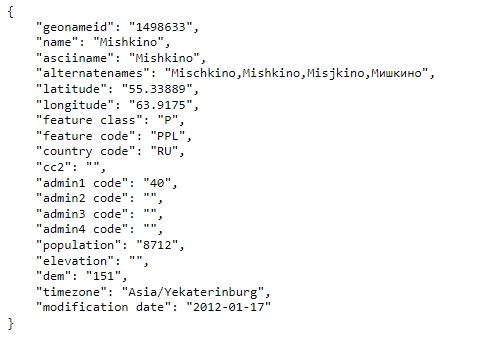 {
"geonameid": "1498633",
"name": "Mishkino",
"asciiname": "Mishkino",
"alternatenames": "Mischkino,Mishkino,Misjkino,Мишкино",
"latitude": "55.33889",
"longitude": "63.9175",
"feature class": "P",
"feature code": "PPL",
"country code": "RU",
"cc2": "",
"admin1 code": "40",
"admin2 code": "",
"admin3 code": "",
"admin4 code": "",
"population": "8712",
"elevation": "",
"dem": "151",
"timezone": "Asia/Yekaterinburg",
"modification date": "2012-01-17"
}